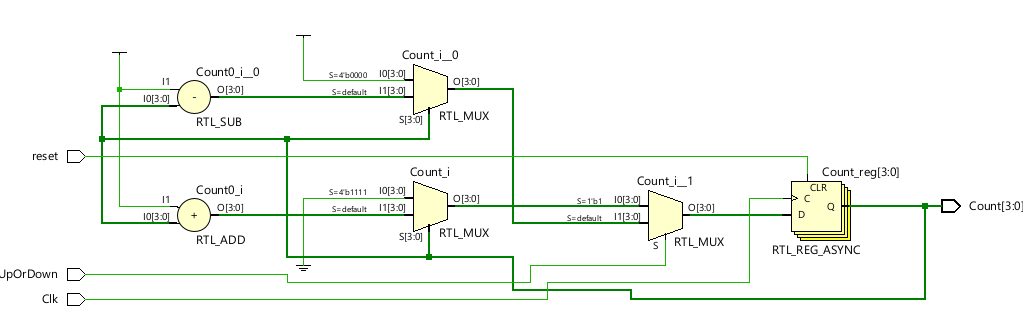 Count_i__0
Count0_i__0
S=4'b0000
I0[3:0]
I1
O[3:0]
O[3:0]
S=default
I1[3:0]
I0[3:0]
-
S[3:0]
RTL_MUX
RTL_SUB
reset
Count_i
Count_reg[3:0]
Count_i__1
Count0_i
CLR
S=4'b1111
I0[3:0]
I1
S=1'b1
I0[3:0]
C
Q
Count[3:0]
O[3:0]
O[3:0]
O[3:0]
S=default
I1[3:0]
I0[3:0]
+
S=default
I1[3:0]
D
S[3:0]
RTL_MUX
RTL_ADD
S
RTL_MUX
RTL_REG_ASYNC
UpOrDown
Clk